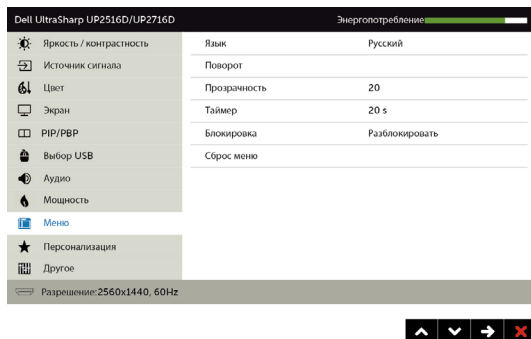 Dell UltraSharp UP2516D/UP2716D
Энергопотребление
Яркость / контрастность
Источник сигнала
Цвет
Экран
PIP/PBP
Выбор USB
Аудио
Мощность
Меню
Персонализация
Другое
Язык Русский
Поворот
Прозрачность 20
Таймер 20 s
Блокировка Разблокировать
Сброс меню
Разрешение:2560x1440, 60Hz